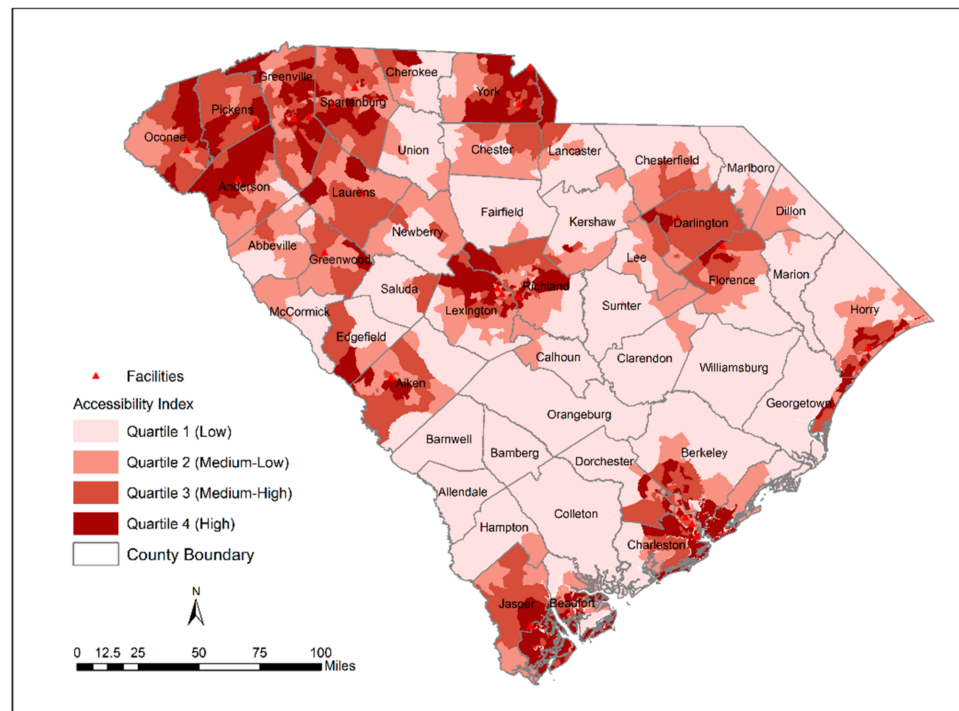 Cherokee
York
Greenville
Spartanburg
Pickens
Oconee
Union
Chester
Lancaster
Chesterfield
Marlboro
Anderson
Laurens
Fairfield
Kershaw
Darlington
Dillon
Abbeville
Newberry
Greenwood
Lee
Florence
Marion
Saluda
Richland
McCormick
Lexington
Sumter
Horry
Edgefield
Calhoun
Clarendon
Williamsburg
Aiken
Georgetown
Orangeburg
Barnwell
Bamberg
Dorchester
Berkeley
Allendale
Colleton
Hampton
Charleston
Jasper
Beaufort
Facilities
Accessibility Index
Quartile 1 (Low)
Quartile 2 (Medium-Low)
Quartile 3 (Medium-High)
Quartile 4 (High)
County Boundary
N
0 12.5 25 50 75 100
Miles